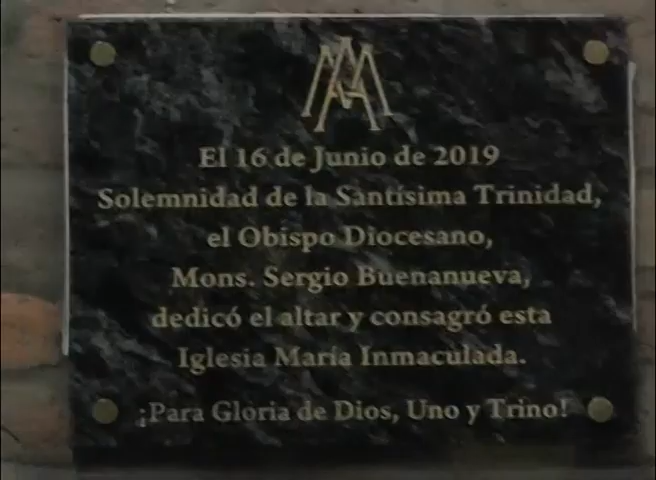 El 16 de Junio de 2019
Solemnidad de la Santísima Trinidad,
el Obispo Diocesano,
Mons. Sergio Buenanueva,
dedicó el altar y consagró esta
Iglesia María Inmaculada.
¡Para Gloria de Dios, Uno y Trino!